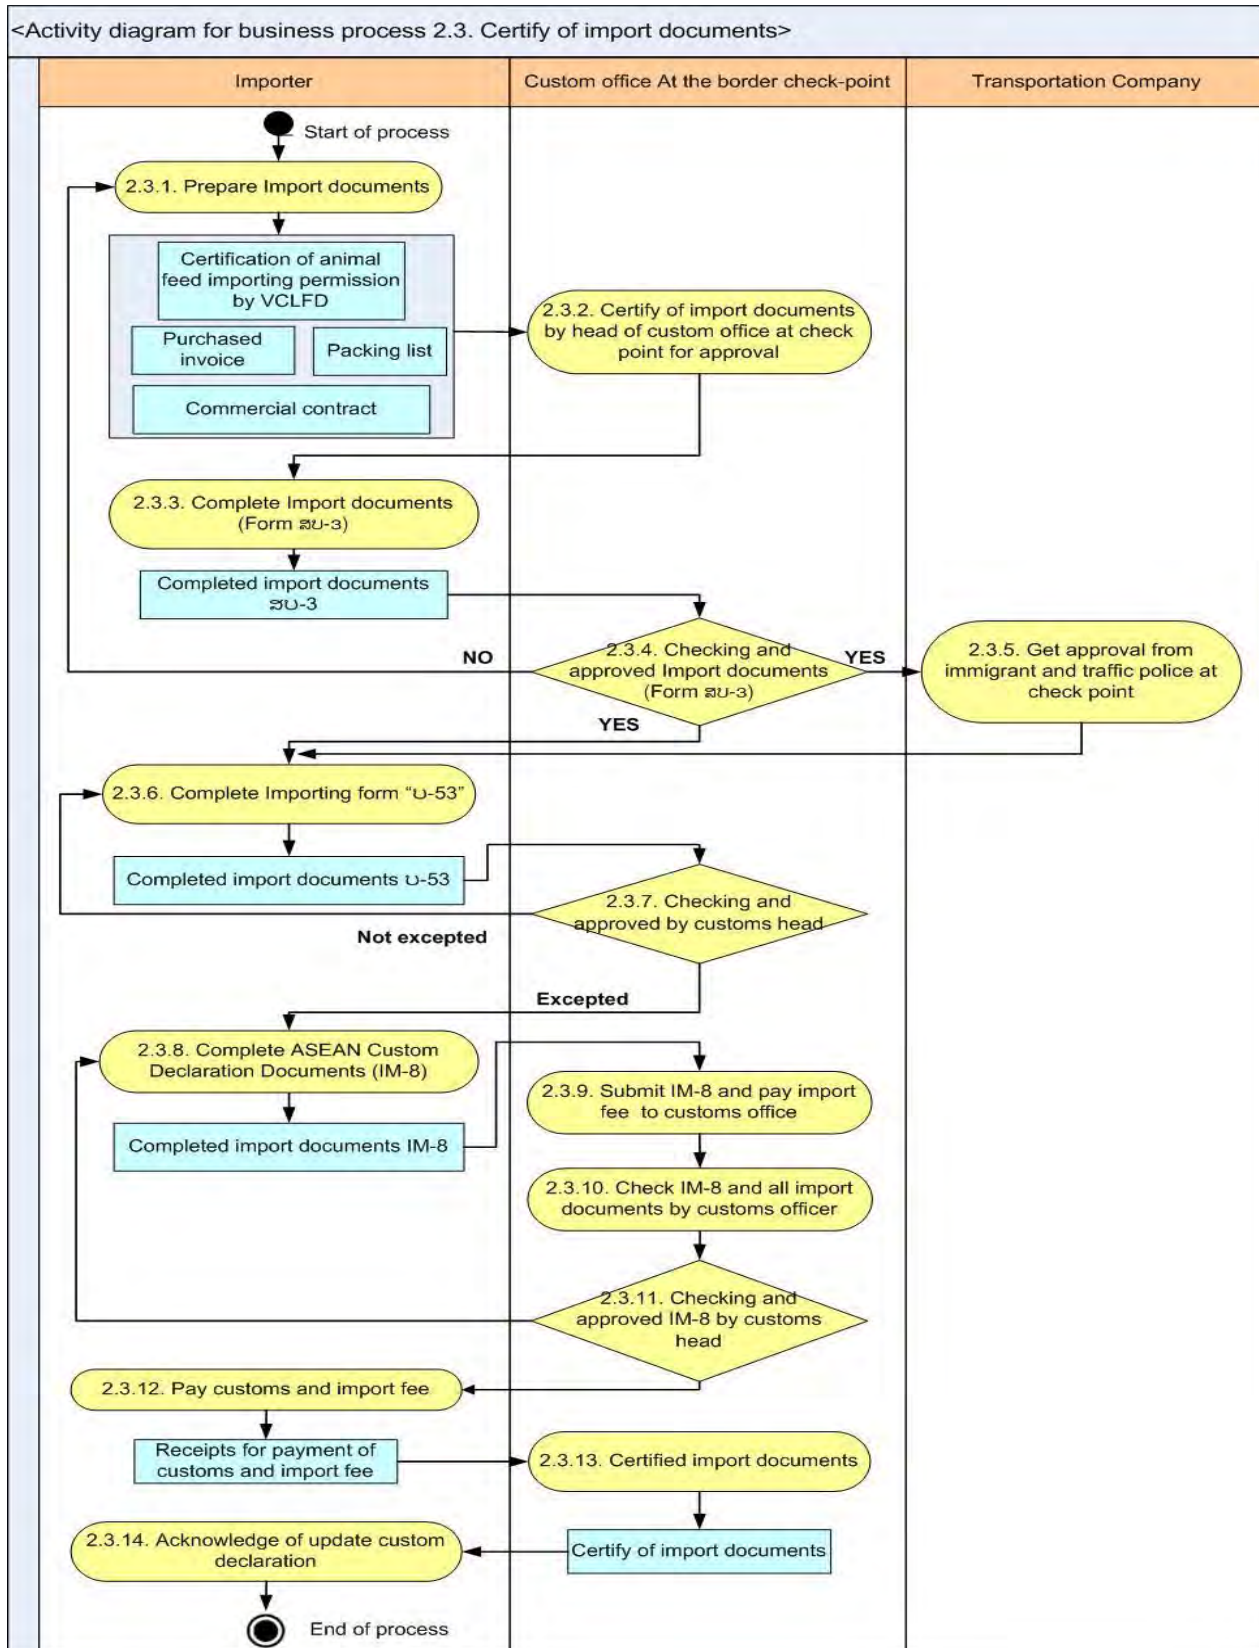 <Activity diagram for business process 2.3. Certify of import documents>
Importer
Custom office At the border check-point
Transportation Company
Start of process
2.3.1. Prepare Import documents
Certification of animal
feed importing permission
by VCLFD
Purchased
invoice
Packing list
Commercial contract
2.3.2. Certify of import documents
by head of custom office at check
point for approval
2.3.3. Complete Import documents
(Form ສບ-3)
Completed import documents
ສບ-3
2.3.4. Checking and
approved Import documents
(Form ສບ-3)
NO
YES
YES
2.3.5. Get approval from
immigrant and traffic police at
check point
2.3.6. Complete Importing form “ບ-53”
Completed import documents ບ-53
2.3.7. Checking and
approved by customs head
Not excepted
Excepted
2.3.8. Complete ASEAN Custom
Declaration Documents (IM-8)
Completed import documents IM-8
2.3.9. Submit IM-8 and pay import
fee to customs office
2.3.10. Check IM-8 and all import
documents by customs officer
2.3.11. Checking and
approved IM-8 by customs
head
2.3.12. Pay customs and import fee
Receipts for payment of
customs and import fee
2.3.13. Certified import documents
Certify of import documents
2.3.14. Acknowledge of update custom
declaration
End of process